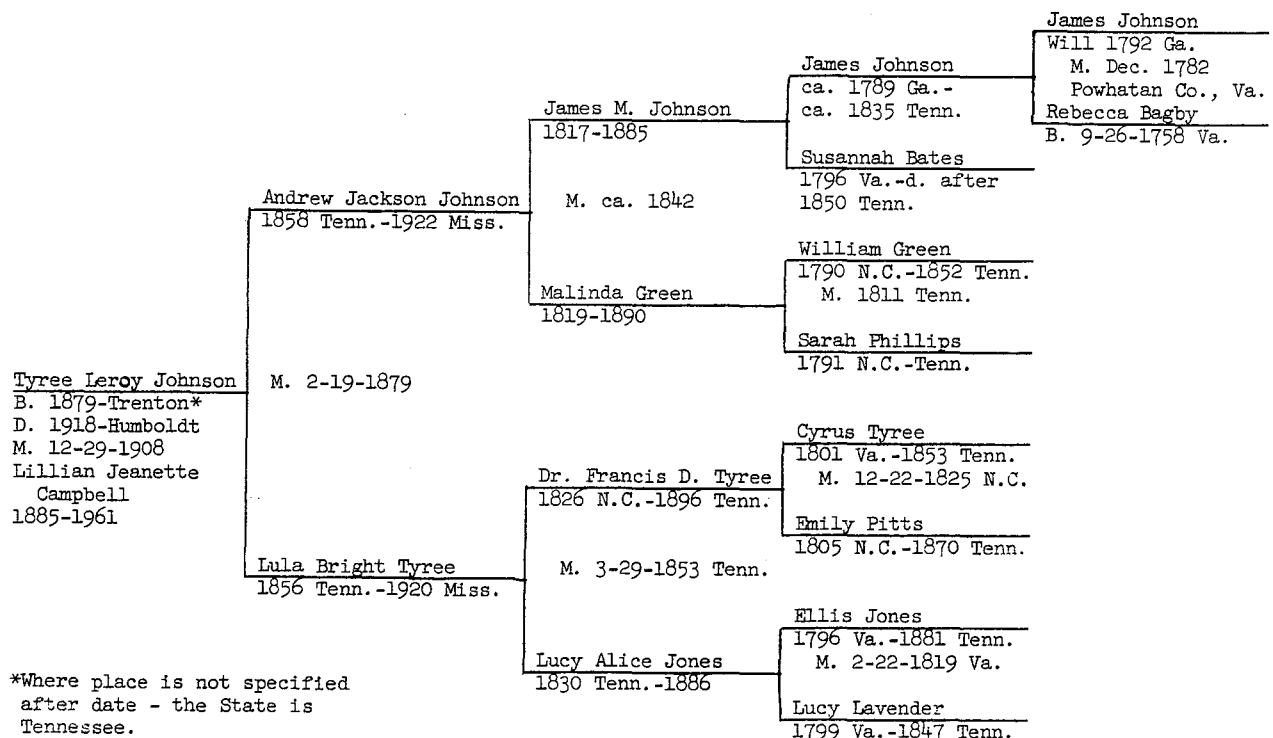 James Johnson
Will 1792 Ga.
M. Dec. 1782
Powhatan Co., Va.
Rebecca Bagby
B. 9-26-1758 Va.
James Johnson
ca. 1789 Ga.-
ca. 1835 Tenn.
Susannah Bates
1796 Va.-d. after
1850 Tenn.
James M. Johnson
1817-1885
M. ca. 1842
William Green
1790 N.C.-1852 Tenn.
M. 1811 Tenn.
Sarah Phillips
1791 N.C.-Tenn.
Malinda Green
1819-1890
Andrew Jackson Johnson
1858 Tenn.-1922 Miss.
M. 2-19-1879
Tyree Leroy Johnson
B. 1879-Trenton*
D. 1918-Humboldt
M. 12-29-1908
Lillian Jeanette
Campbell
1885-1961
Cyrus Tyree
1801 Va.-1853 Tenn.
M. 12-22-1825 N.C.
Emily Pitts
1805 N.C.-1870 Tenn.
Dr. Francis D. Tyree
1826 N.C.-1896 Tenn.
M. 3-29-1853 Tenn.
Lula Bright Tyree
1856 Tenn.-1920 Miss.
Ellis Jones
1796 Va.-1881 Tenn.
M. 2-22-1819 Va.
Lucy Lavender
1799 Va.-1847 Tenn.
Lucy Alice Jones
1830 Tenn.-1886
*Where place is not specified
after date - the State is
Tennessee.